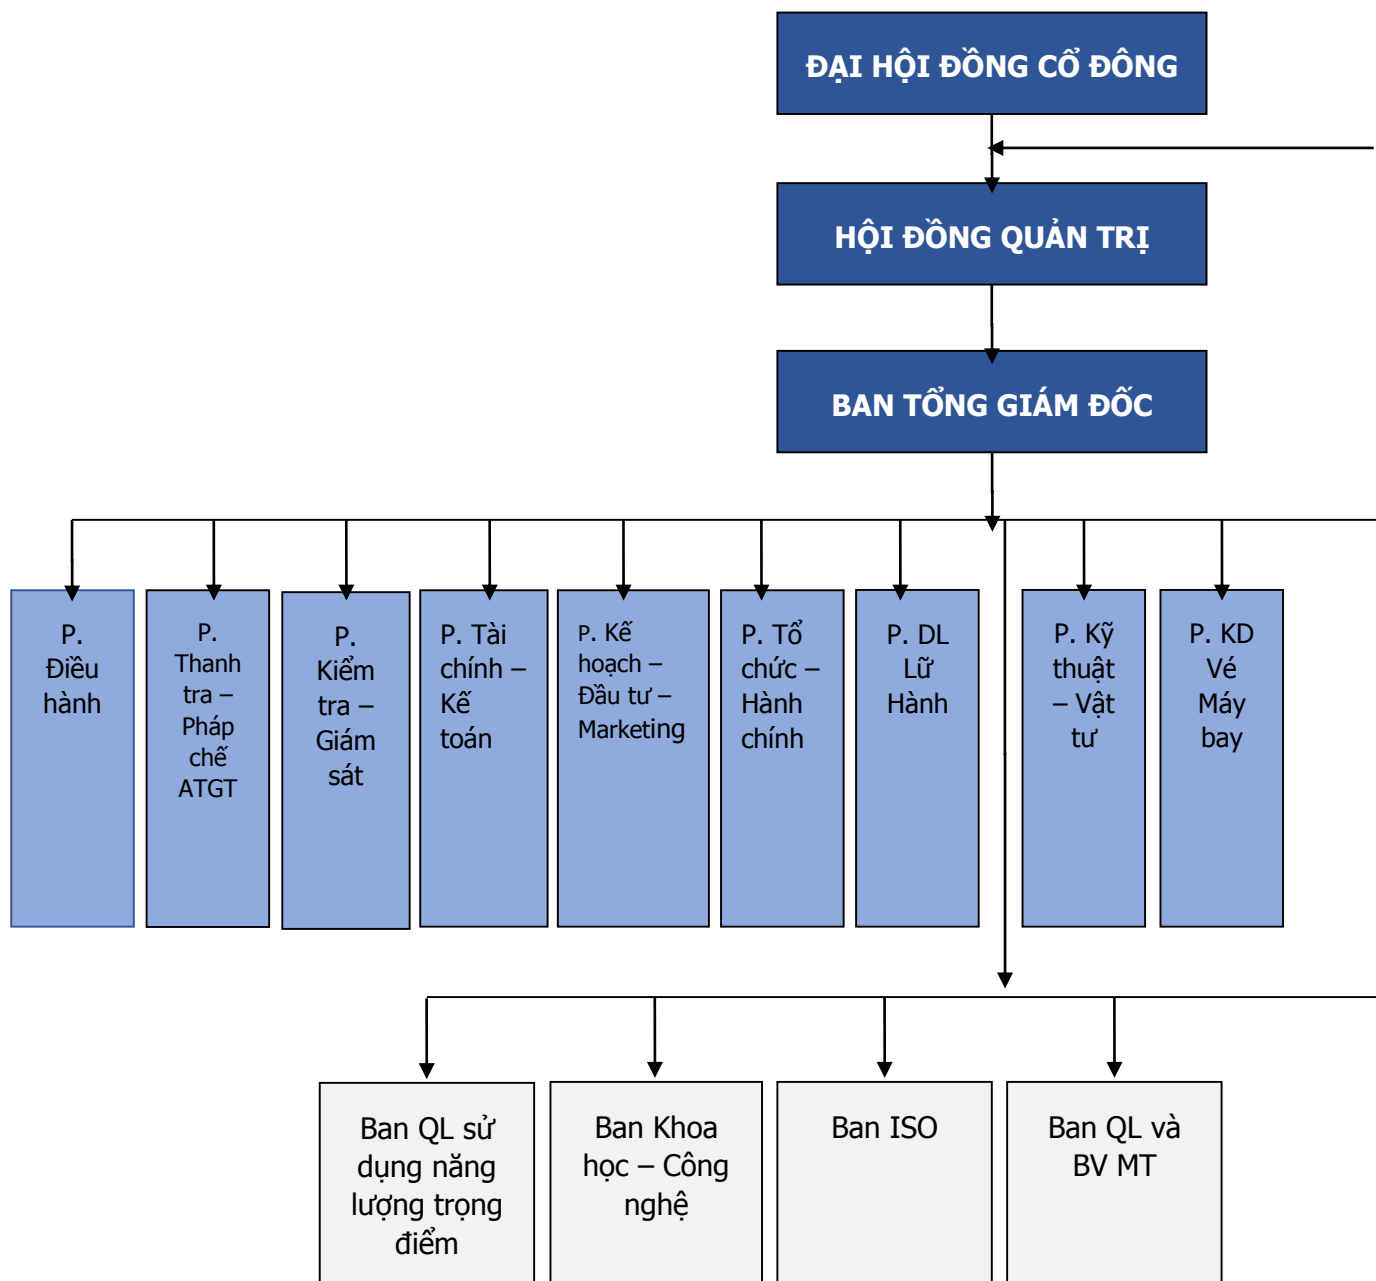 ĐẠI HỘI ĐỒNG CỔ ĐÔNG
HỘI ĐỒNG QUẢN TRỊ
BAN TỔNG GIÁM ĐỐC
P.
Điều
hành
P.
Thanh
tra –
Pháp
chế
ATGT
P.
Kiểm
tra –
Giám
sát
P. Tài
chính –
Kế
toán
P. Kế
hoạch –
Đầu tư –
Marketing
P. Tổ
chức –
Hành
chính
P. DL
Lữ
Hành
P. Kỹ
thuật
– Vật
tư
P. KD
Vé
Máy
bay
Ban QL sử
dụng năng
lượng trọng
điểm
Ban Khoa
học – Công
nghệ
Ban ISO
Ban QL và
BV MT